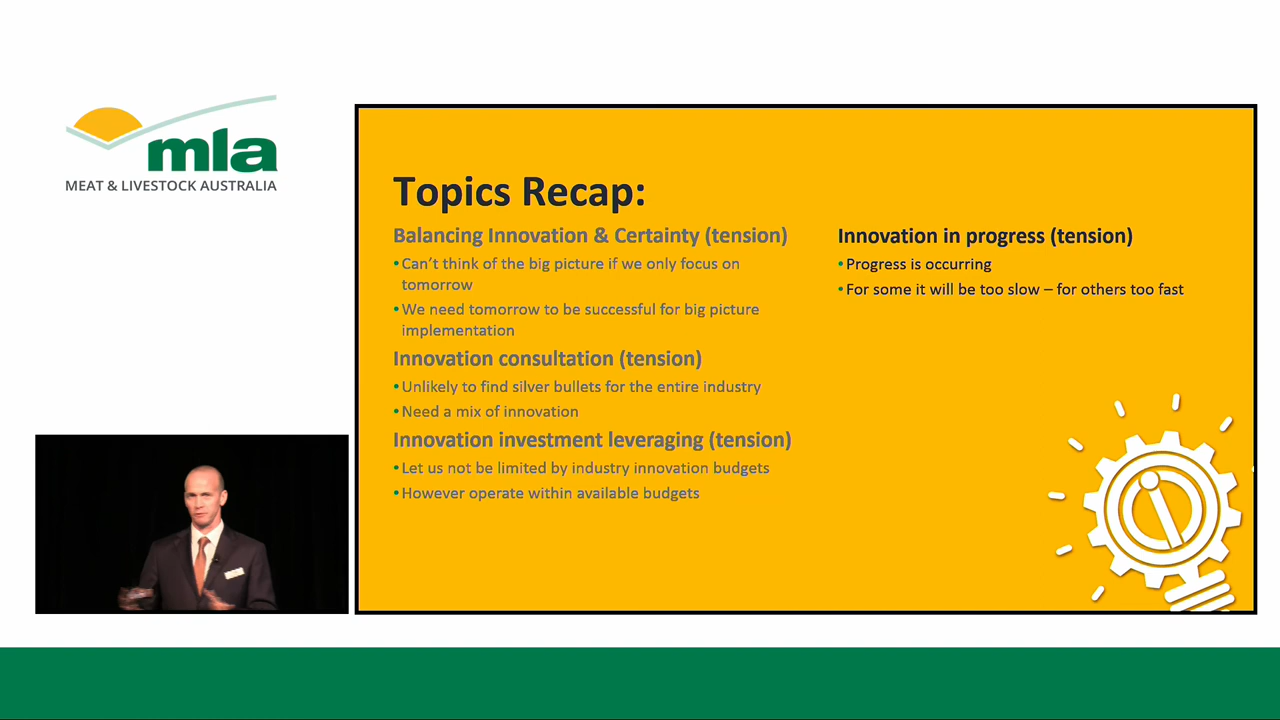 mla
MEAT & LIVESTOCK AUSTRALIA
Topics Recap:
Balancing Innovation & Certainty (tension)
•Can't think of the big picture if we only focus on
tomorrow
•We need tomorrow to be successful for big picture
implementation
Innovation consultation (tension)
•Unlikely to find silver bullets for the entire industry
•Need a mix of innovation
Innovation investment leveraging (tension)
•Let us not be limited by industry innovation budgets
•However operate within available budgets
Innovation in progress (tension)
•Progress is occurring
•For some it will be too slow – for others too fast